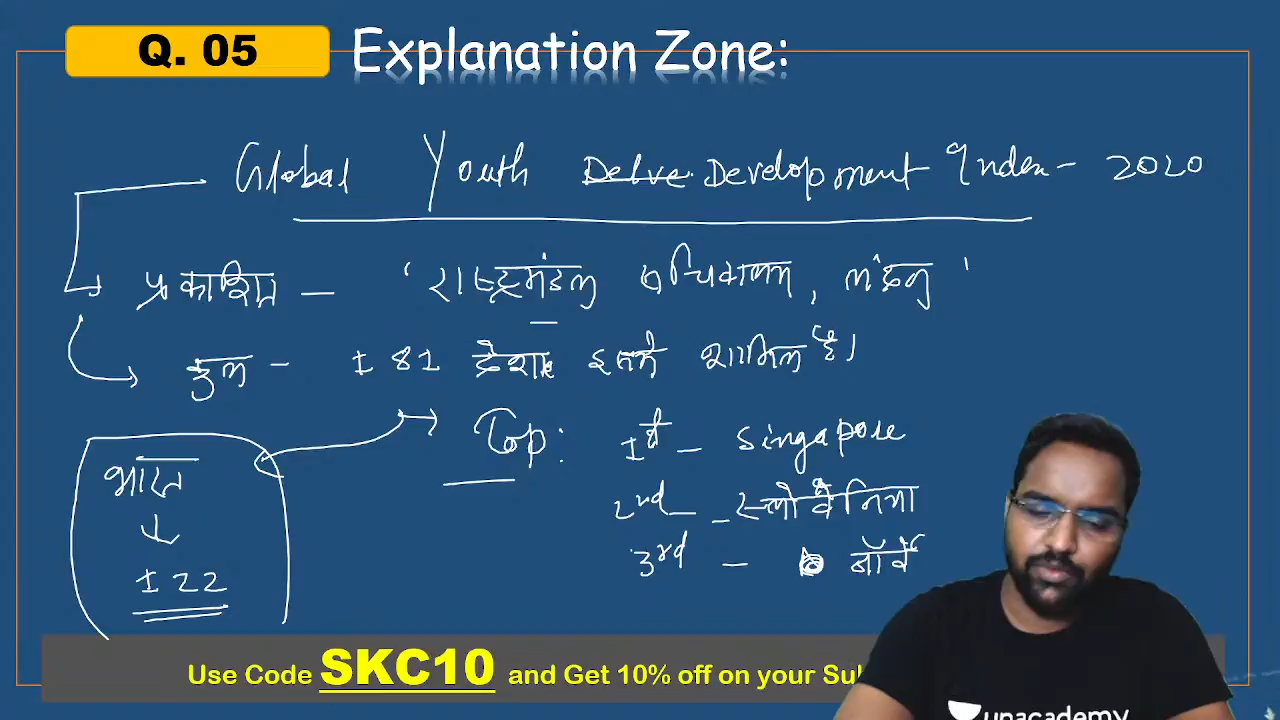 Q. 05
Explanation Zone:
Global Youth Delve. Development Index - 2020
प्रकाशित - 'राष्ट्रमंडल सचिवालय, लंदन'
कुल - 181 देश इसमें शामिल है।
Top: 1st - Singapore
2nd - स्लोवेनिया
3rd - नॉर्वे
भारत
↓
122
Use Code SKC10 and Get 10% off on your Su
unacademy